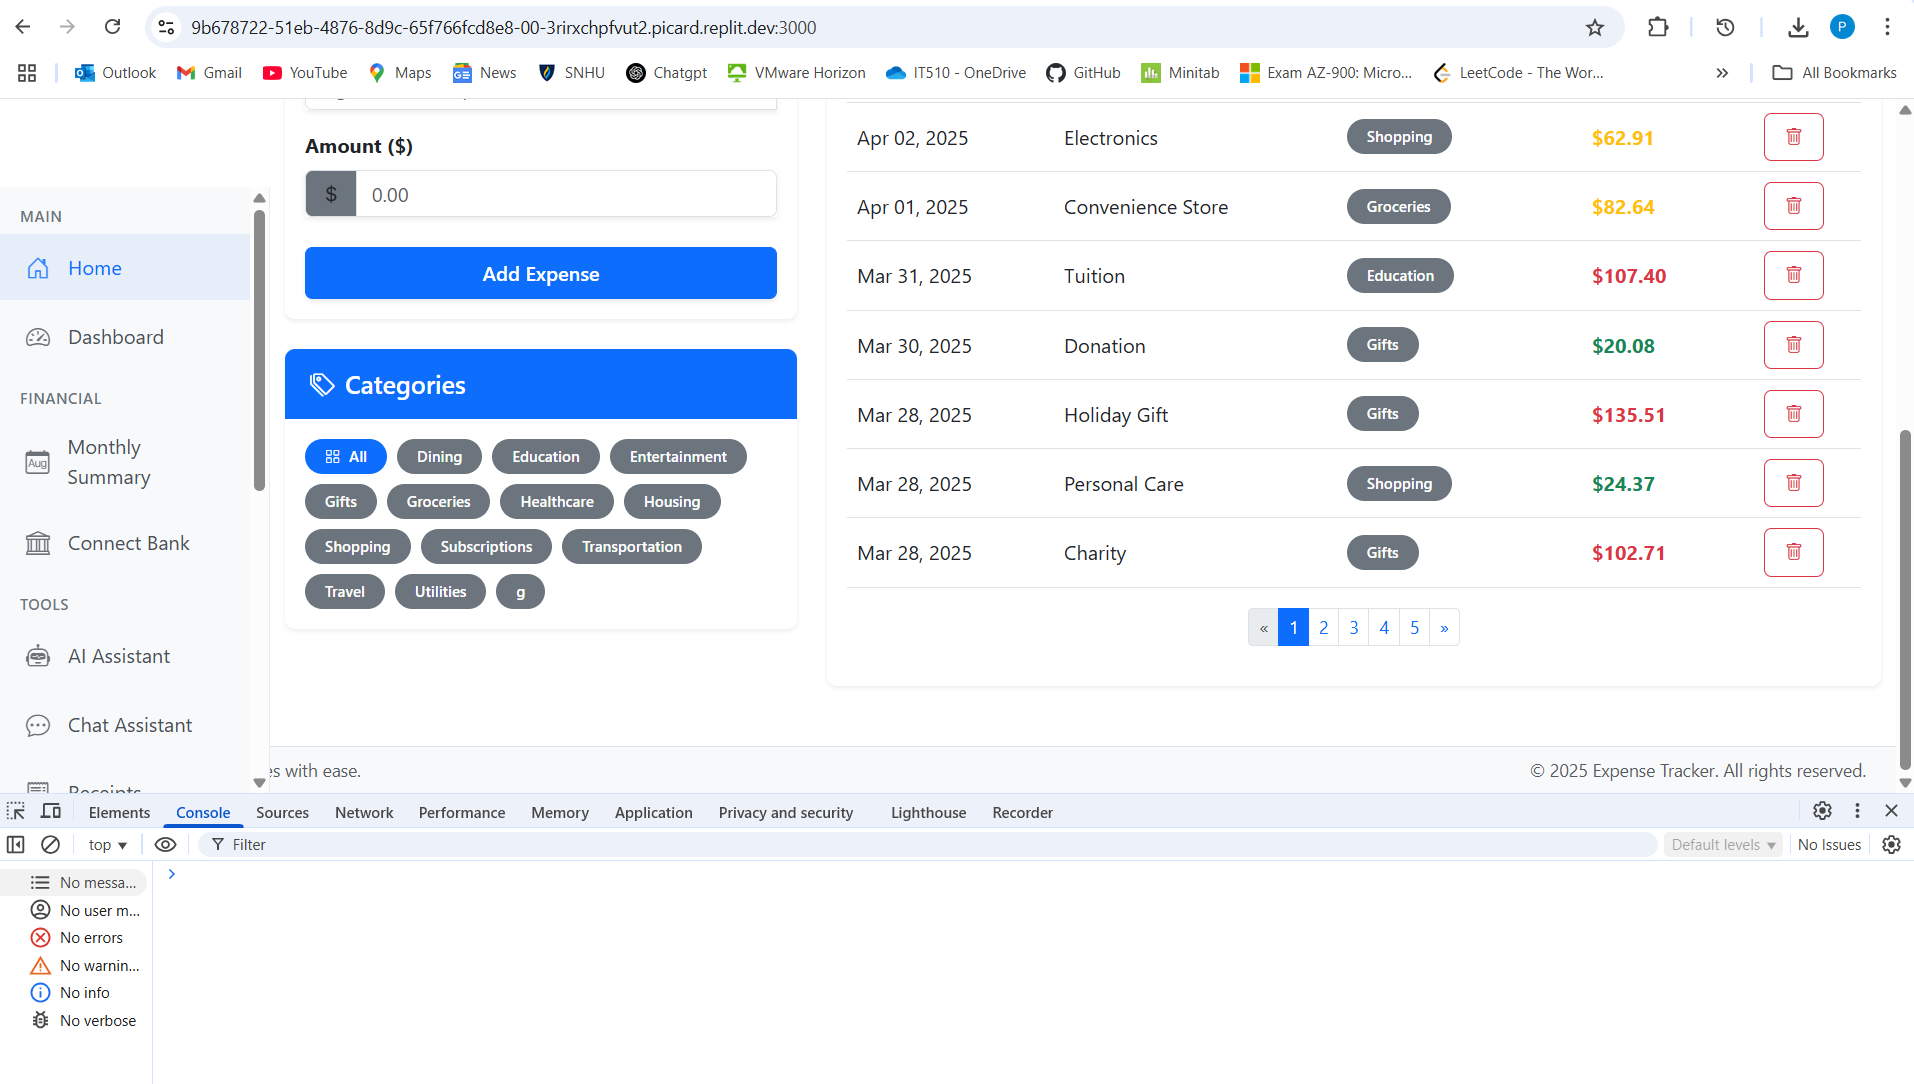 9b678722-51eb-4876-8d9c-65f766fcd8e8-00-3rirxchpfvut2.picard.replit.dev:3000
P
Outlook
Gmail
YouTube
Maps
News
SNHU
Chatgpt
VMware Horizon
IT510 - OneDrive
GitHub
Minitab
Exam AZ-900: Micro...
LeetCode - The Wor...
»
All Bookmarks
MAIN
Home
Dashboard
FINANCIAL
Aug
Monthly
Summary
Connect Bank
TOOLS
AI Assistant
Chat Assistant
Receipts
Amount ($)
$ 0.00
Add Expense
Categories
All Dining Education Entertainment
Gifts Groceries Healthcare Housing
Shopping Subscriptions Transportation
Travel Utilities g
Apr 02, 2025 Electronics Shopping $62.91
Apr 01, 2025 Convenience Store Groceries $82.64
Mar 31, 2025 Tuition Education $107.40
Mar 30, 2025 Donation Gifts $20.08
Mar 28, 2025 Holiday Gift Gifts $135.51
Mar 28, 2025 Personal Care Shopping $24.37
Mar 28, 2025 Charity Gifts $102.71
« 1 2 3 4 5 »
es with ease.
© 2025 Expense Tracker. All rights reserved.
Elements Console Sources Network Performance Memory Application Privacy and security Lighthouse Recorder
top Filter Default levels No Issues
No messa...
No user m...
No errors
No warnin...
No info
No verbose